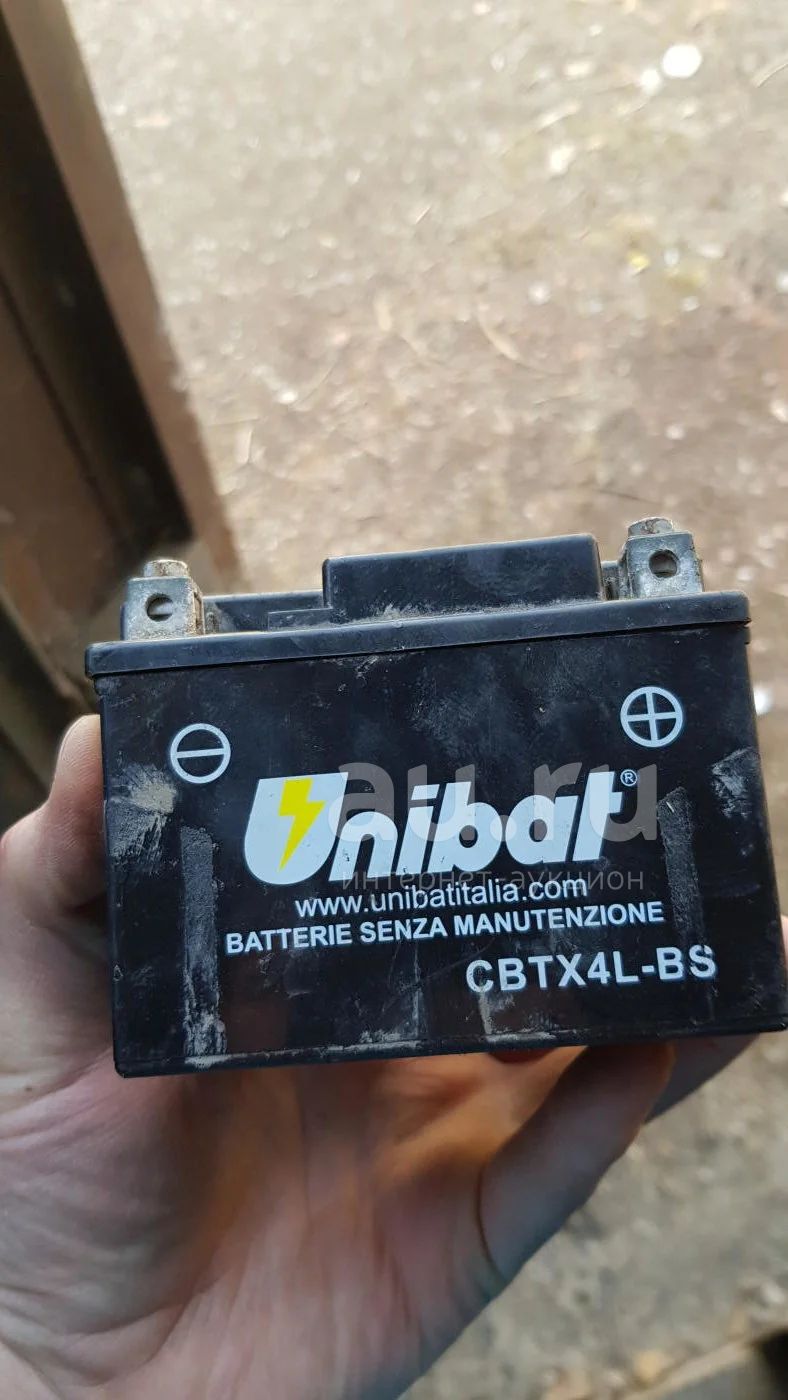 Unibat®
au.ru
интернет-аукцион
www.unibatitalia.com
BATTERIE SENZA MANUTENZIONE
CBTX4L-BS